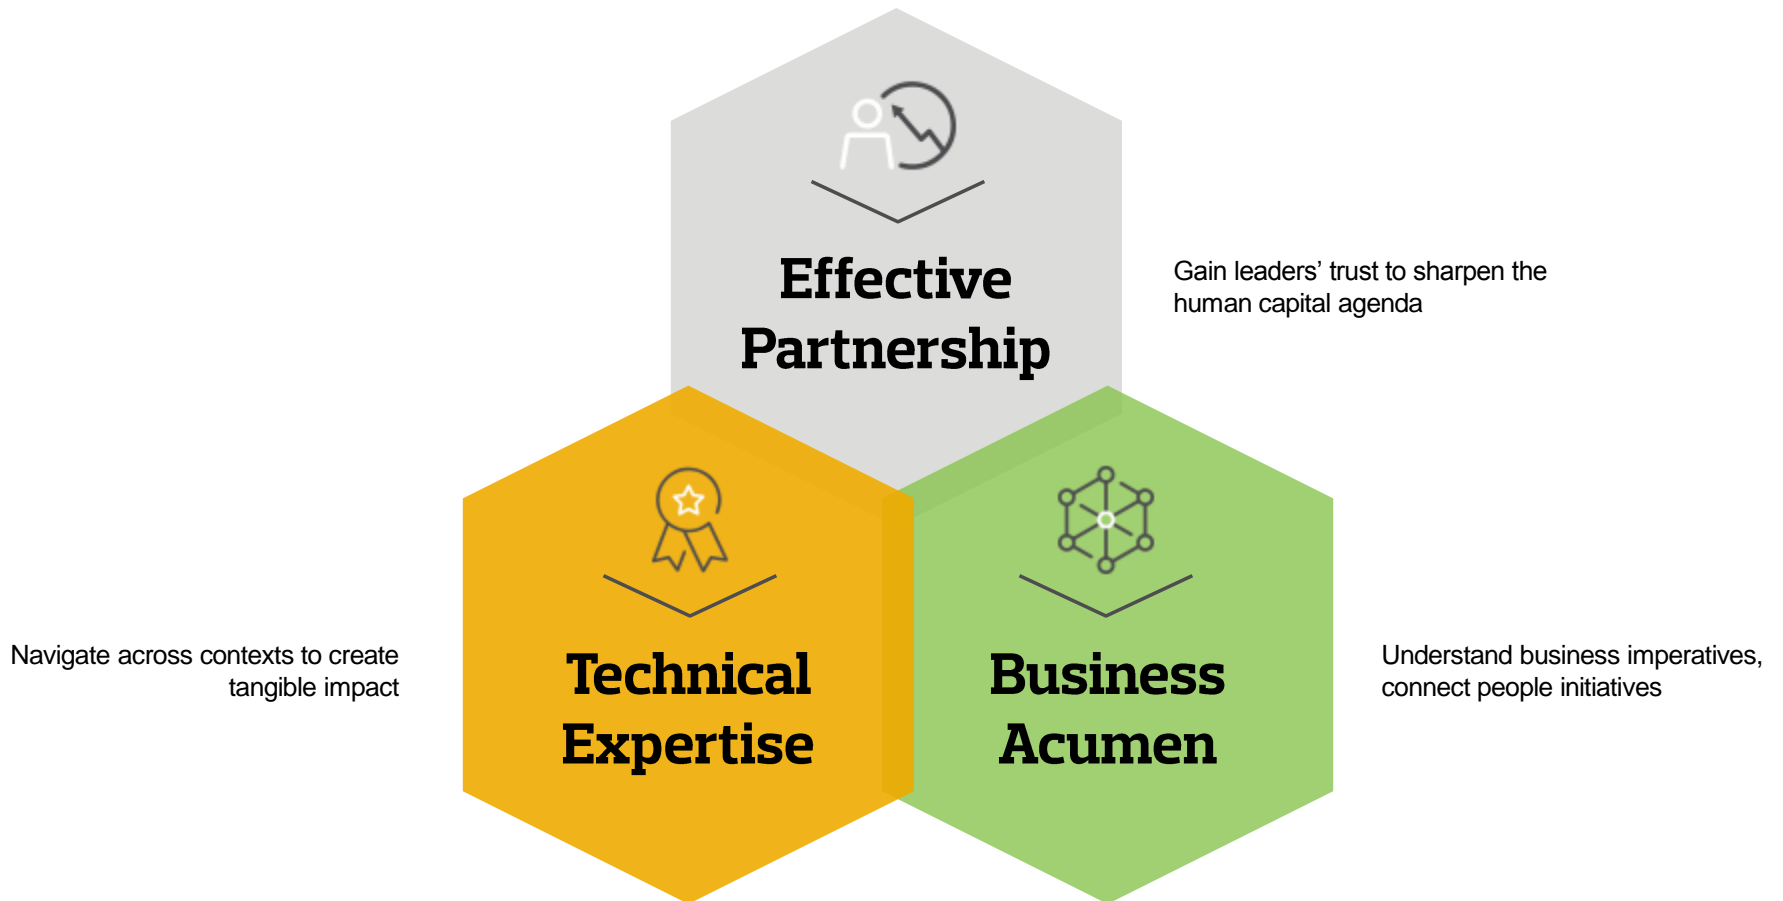 Effective
Partnership
Gain leaders’ trust to sharpen the
human capital agenda
Navigate across contexts to create
tangible impact
Technical
Expertise
Business
Acumen
Understand business imperatives,
connect people initiatives